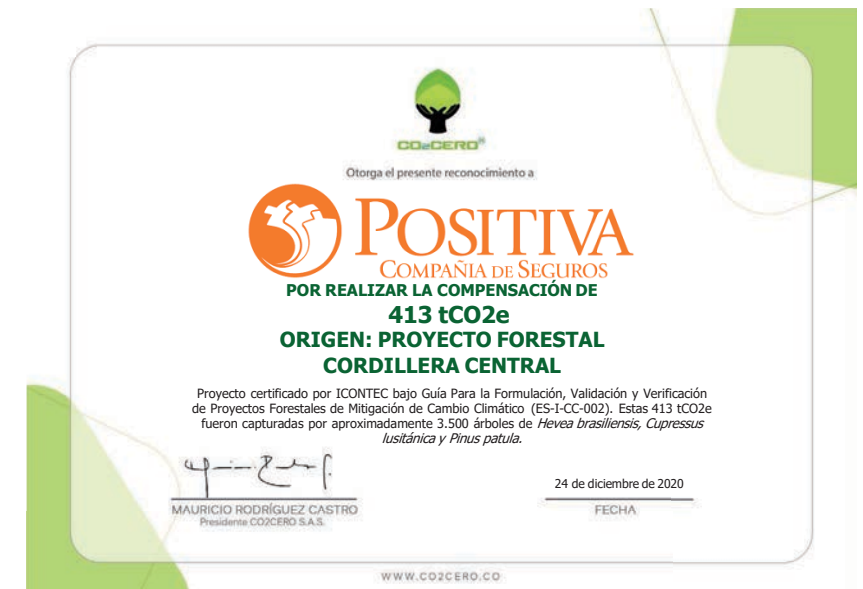 CO2CERO®
Otorga el presente reconocimiento a
POSITIVA
COMPAÑIA DE SEGUROS
POR REALIZAR LA COMPENSACIÓN DE
413 tCO2e
ORIGEN: PROYECTO FORESTAL
CORDILLERA CENTRAL
Proyecto certificado por ICONTEC bajo Guía Para la Formulación, Validación y Verificación
de Proyectos Forestales de Mitigación de Cambio Climático (ES-I-CC-002). Estas 413 tCO2e
fueron capturadas por aproximadamente 3.500 árboles de Hevea brasiliensis, Cupressus
lusitánica y Pinus patula.
24 de diciembre de 2020
MAURICIO RODRÍGUEZ CASTRO
Presidente CO2CERO S.A.S.
FECHA
WWW.CO2CERO.CO